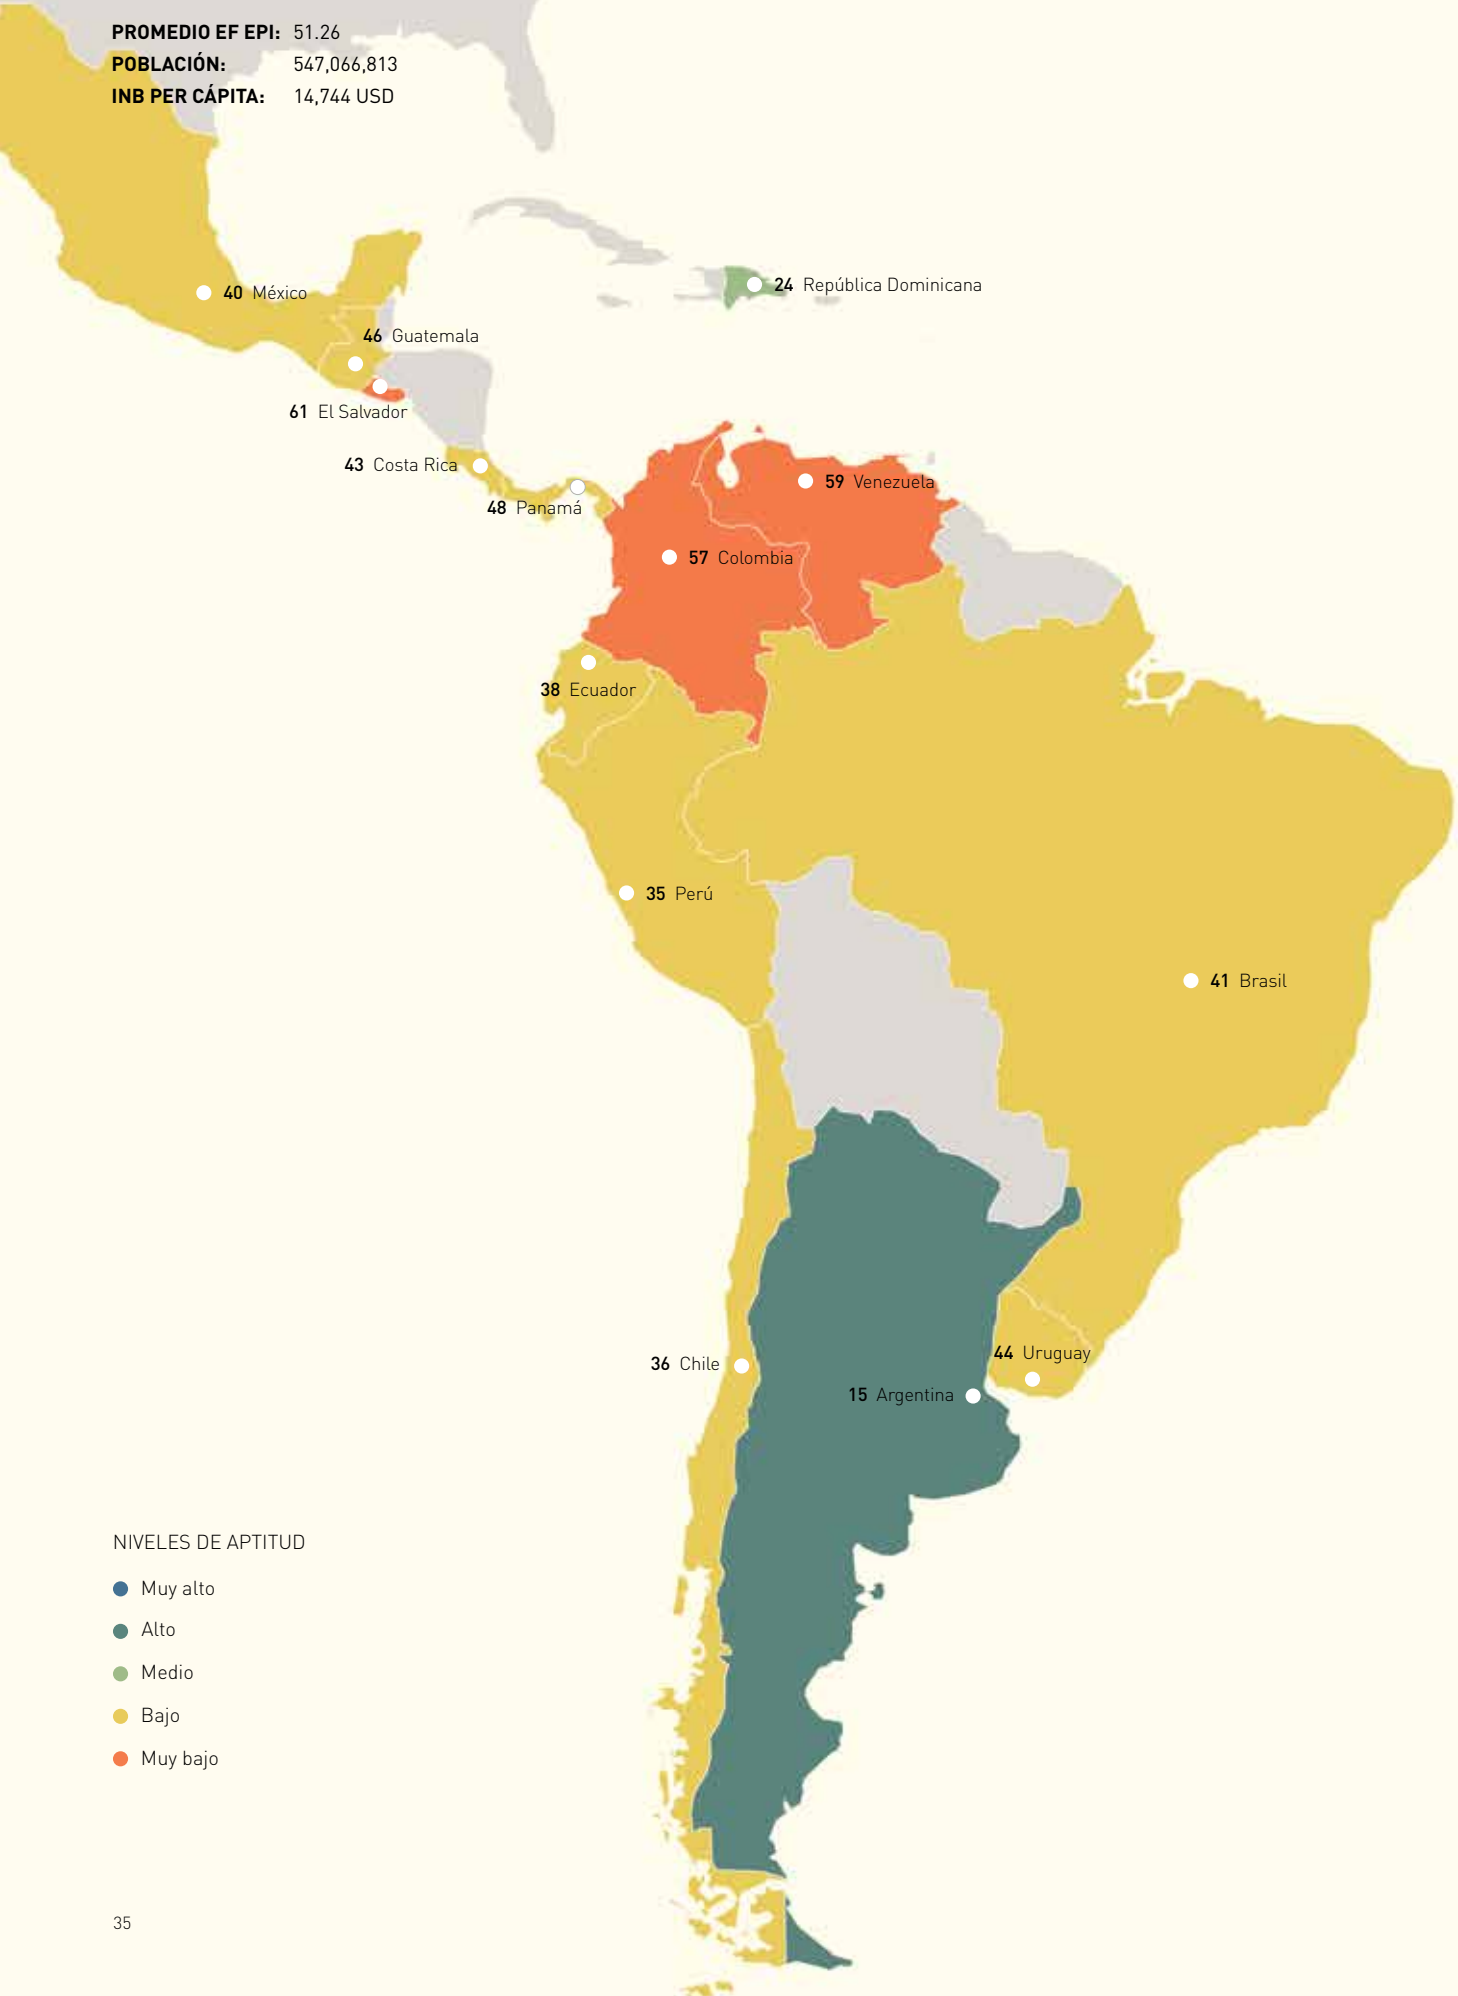 PROMEDIO EF EPI: 51.26
POBLACIÓN: 547,066,813
INB PER CÁPITA: 14,744 USD
24 República Dominicana
40 México
46 Guatemala
61 El Salvador
43 Costa Rica
59 Venezuela
48 Panamá
57 Colombia
38 Ecuador
35 Perú
41 Brasil
44 Uruguay
36 Chile
15 Argentina
NIVELES DE APTITUD
Muy alto
Alto
Medio
Bajo
Muy bajo
35